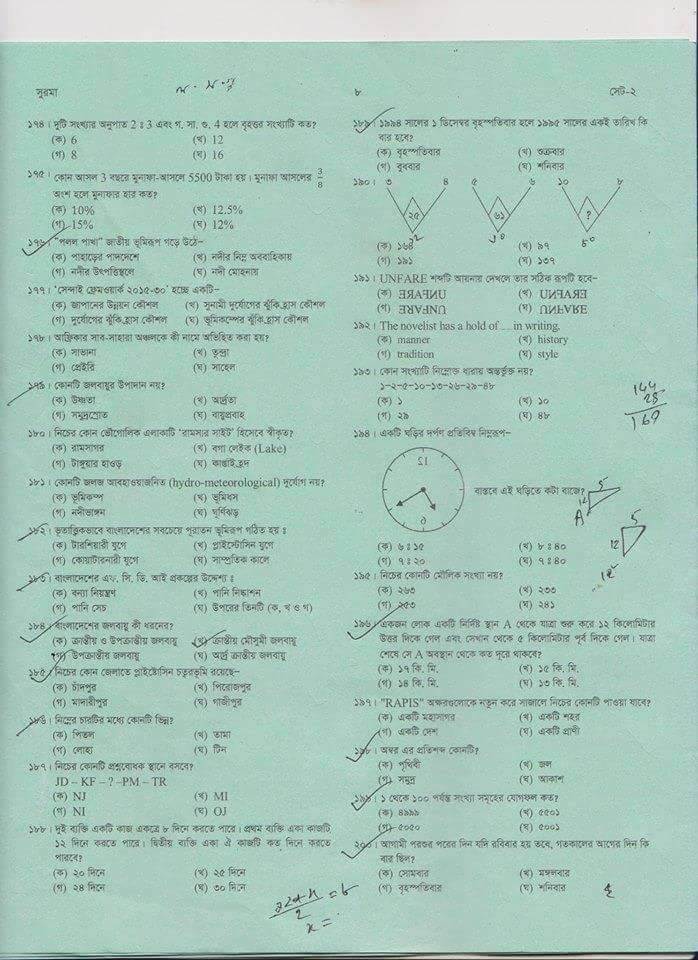 সুরমা
৮
সেট-২
১৭৪। দুটি সংখ্যার অনুপাত 2 ঃ 3 এবং গ. সা. গু. 4 হলে বৃহত্তর সংখ্যাটি কত?
(ক) 6 (খ) 12
(গ) 8 (ঘ) 16
১৭৫। কোন আসল 3 বছরে মুনাফা-আসলে 5500 টাকা হয়। মুনাফা আসলের 3/8
অংশ হলে মুনাফার হার কত?
(ক) 10% (খ) 12.5%
(গ) 15% (ঘ) 12%
১৭৬। “পলল পাখা” জাতীয় ভূমিরূপ গড়ে উঠে–
(ক) পাহাড়ের পাদদেশে (খ) নদীর নিম্ন অববাহিকায়
(গ) নদীর উৎপত্তিস্থলে (ঘ) নদী মোহনায়
১৭৭। ‘সেন্দাই ফ্রেমওয়ার্ক ২০১৫-৩০’ হচ্ছে একটি–
(ক) জাপানের উন্নয়ন কৌশল (খ) সুনামী দুর্যোগের ঝুঁকি হ্রাস কৌশল
(গ) দুর্যোগের ঝুঁকি হ্রাস কৌশল (ঘ) ভূমিকম্পের ঝুঁকি হ্রাস কৌশল
১৭৮। আফ্রিকার সাব-সাহারা অঞ্চলকে কী নামে অভিহিত করা হয়?
(ক) সাভানা (খ) তুন্দ্রা
(গ) প্রেইরি (ঘ) সাহেল
১৭৯। কোনটি জলবায়ুর উপাদান নয়?
(ক) উষ্ণতা (খ) আর্দ্রতা
(গ) সমুদ্রস্রোত (ঘ) বায়ুপ্রবাহ
১৮০। নিচের কোন ভৌগোলিক এলাকাটি ‘রামসার সাইট’ হিসেবে স্বীকৃত?
(ক) রামসাগর (খ) বগা লেইক (Lake)
(গ) টাঙ্গুয়ার হাওড় (ঘ) কাপ্তাই হ্রদ
১৮১। কোনটি জলজ আবহাওয়াজনিত (hydro-meteorological) দুর্যোগ নয়?
(ক) ভূমিকম্প (খ) ভূমিধস
(গ) নদীভাঙ্গন (ঘ) ঘূর্ণিঝড়
১৮২। ভূতাত্ত্বিকভাবে বাংলাদেশের সবচেয়ে পুরাতন ভূমিরূপ গঠিত হয় ঃ
(ক) টারশিয়ারী যুগে (খ) প্লাইস্টোসিন যুগে
(গ) কোয়াটারনারী যুগে (ঘ) সাম্প্রতিক কালে
১৮৩। বাংলাদেশের এফ. সি. ডি. আই প্রকল্পের উদ্দেশ্য ঃ
(ক) বন্যা নিয়ন্ত্রণ (খ) পানি নিষ্কাশন
(গ) পানি সেচ (ঘ) উপরের তিনটি (ক, খ ও গ)
১৮৪। বাংলাদেশের জলবায়ু কী ধরনের?
(ক) ক্রান্তীয় ও উপক্রান্তীয় জলবায়ু (খ) ক্রান্তীয় মৌসুমী জলবায়ু
(গ) উপক্রান্তীয় জলবায়ু (ঘ) আর্দ্র ক্রান্তীয় জলবায়ু
১৮৫। নিচের কোন জেলাতে প্লাইস্টোসিন চত্বরভূমি রয়েছে–
(ক) চাঁদপুর (খ) পিরোজপুর
(গ) মাদারীপুর (ঘ) গাজীপুর
১৮৬। নিম্নের চারটির মধ্যে কোনটি ভিন্ন?
(ক) পিতল (খ) তামা
(গ) লোহা (ঘ) টিন
১৮৭। নিচের কোনটি প্রশ্নবোধক স্থানে বসবে?
JD – KF – ? –PM – TR
(ক) NJ (খ) MI
(গ) NI (ঘ) OJ
১৮৮। দুই ব্যক্তি একটি কাজ একত্রে ৮ দিনে করতে পারে। প্রথম ব্যক্তি একা কাজটি
১২ দিনে করতে পারে। দ্বিতীয় ব্যক্তি একা ঐ কাজটি কত দিনে করতে
পারবে?
(ক) ২০ দিনে (খ) ২৫ দিনে
(গ) ২৪ দিনে (ঘ) ৩০ দিনে
১৮৯। ১৯৯৪ সালের ১ ডিসেম্বর বৃহস্পতিবার হলে ১৯৯৫ সালের একই তারিখ কি
বার হবে?
(ক) বৃহস্পতিবার (খ) শুক্রবার
(গ) বুধবার (ঘ) শনিবার
১৯০। ৩ ৪ ৫ ৬ ১০ ৮
২৫ ৬১ ?
(ক) ১৬৪ (খ) ৯৭
(গ) ১৯১ (ঘ) ১৩৭
১৯১। UNFARE শব্দটি আয়নায় দেখলে তার সঠিক রূপটি হবে–
(ক) (খ)
(গ) (ঘ)
১৯২। The novelist has a hold of ....in writing.
(ক) manner (খ) history
(গ) tradition (ঘ) style
১৯৩। কোন সংখ্যাটি নিম্নোক্ত ধারায় অন্তর্ভুক্ত নয়?
১–২–৫–১০–১৩–২৬–২৯–৪৮
(ক) ১ (খ) ১০
(গ) ২৯ (ঘ) ৪৮
144
25
169
১৯৪। একটি ঘড়ির দর্পণ প্রতিবিম্ব নিম্নরূপ–
12
6
বাস্তবে এই ঘড়িতে কটা বাজে?
5
12
A
5
12
(ক) ৬ ঃ ১৫ (খ) ৮ ঃ ৪০
(গ) ৭ ঃ ২০ (ঘ) ৭ ঃ ৪০
১৯৫। নিচের কোনটি মৌলিক সংখ্যা নয়?
(ক) ২৬৩ (খ) ২৩৩
(গ) ২৫৩ (ঘ) ২৪১
১৯৬। একজন লোক একটি নির্দিষ্ট স্থান A থেকে যাত্রা শুরু করে ১২ কিলোমিটার
উত্তর দিকে গেল এবং সেখান থেকে ৫ কিলোমিটার পূর্ব দিকে গেল। যাত্রা
শেষে সে A অবস্থান থেকে কত দূরে থাকবে?
(ক) ১৭ কি. মি. (খ) ১৫ কি. মি.
(গ) ১৪ কি. মি. (ঘ) ১৩ কি. মি.
১৯৭। "RAPIS" অক্ষরগুলোকে নতুন করে সাজালে নিচের কোনটি পাওয়া যাবে?
(ক) একটি মহাসাগর (খ) একটি শহর
(গ) একটি দেশ (ঘ) একটি প্রাণী
১৯৮। অম্বর এর প্রতিশব্দ কোনটি?
(ক) পৃথিবী (খ) জল
(গ) সমুদ্র (ঘ) আকাশ
১৯৯। ১ থেকে ১০০ পর্যন্ত সংখ্যা সমূহের যোগফল কত?
(ক) ৪৯৯৯ (খ) ৫৫০১
(গ) ৫০৫০ (ঘ) ৫০০১
২০০। আগামী পরশুর পরের দিন যদি রবিবার হয় তবে, গতকালের আগের দিন কি
বার ছিল?
(ক) সোমবার (খ) মঙ্গলবার
(গ) বৃহস্পতিবার (ঘ) শনিবার